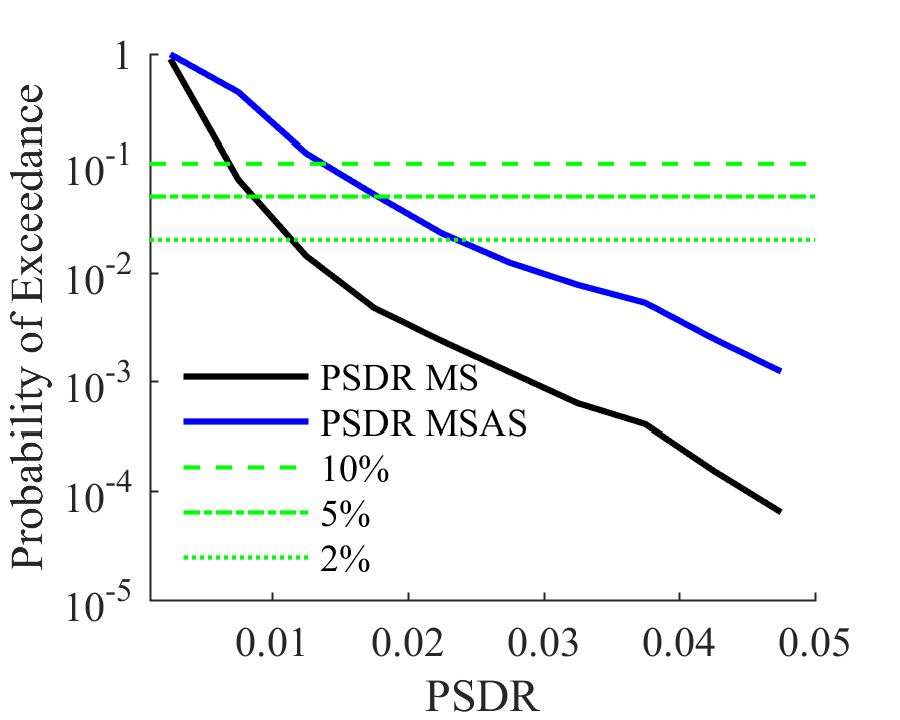 Probability of Exceedance
1
10^-1
10^-2
10^-3
10^-4
10^-5
PSDR MS
PSDR MSAS
10%
5%
2%
0.01 0.02 0.03 0.04 0.05
PSDR